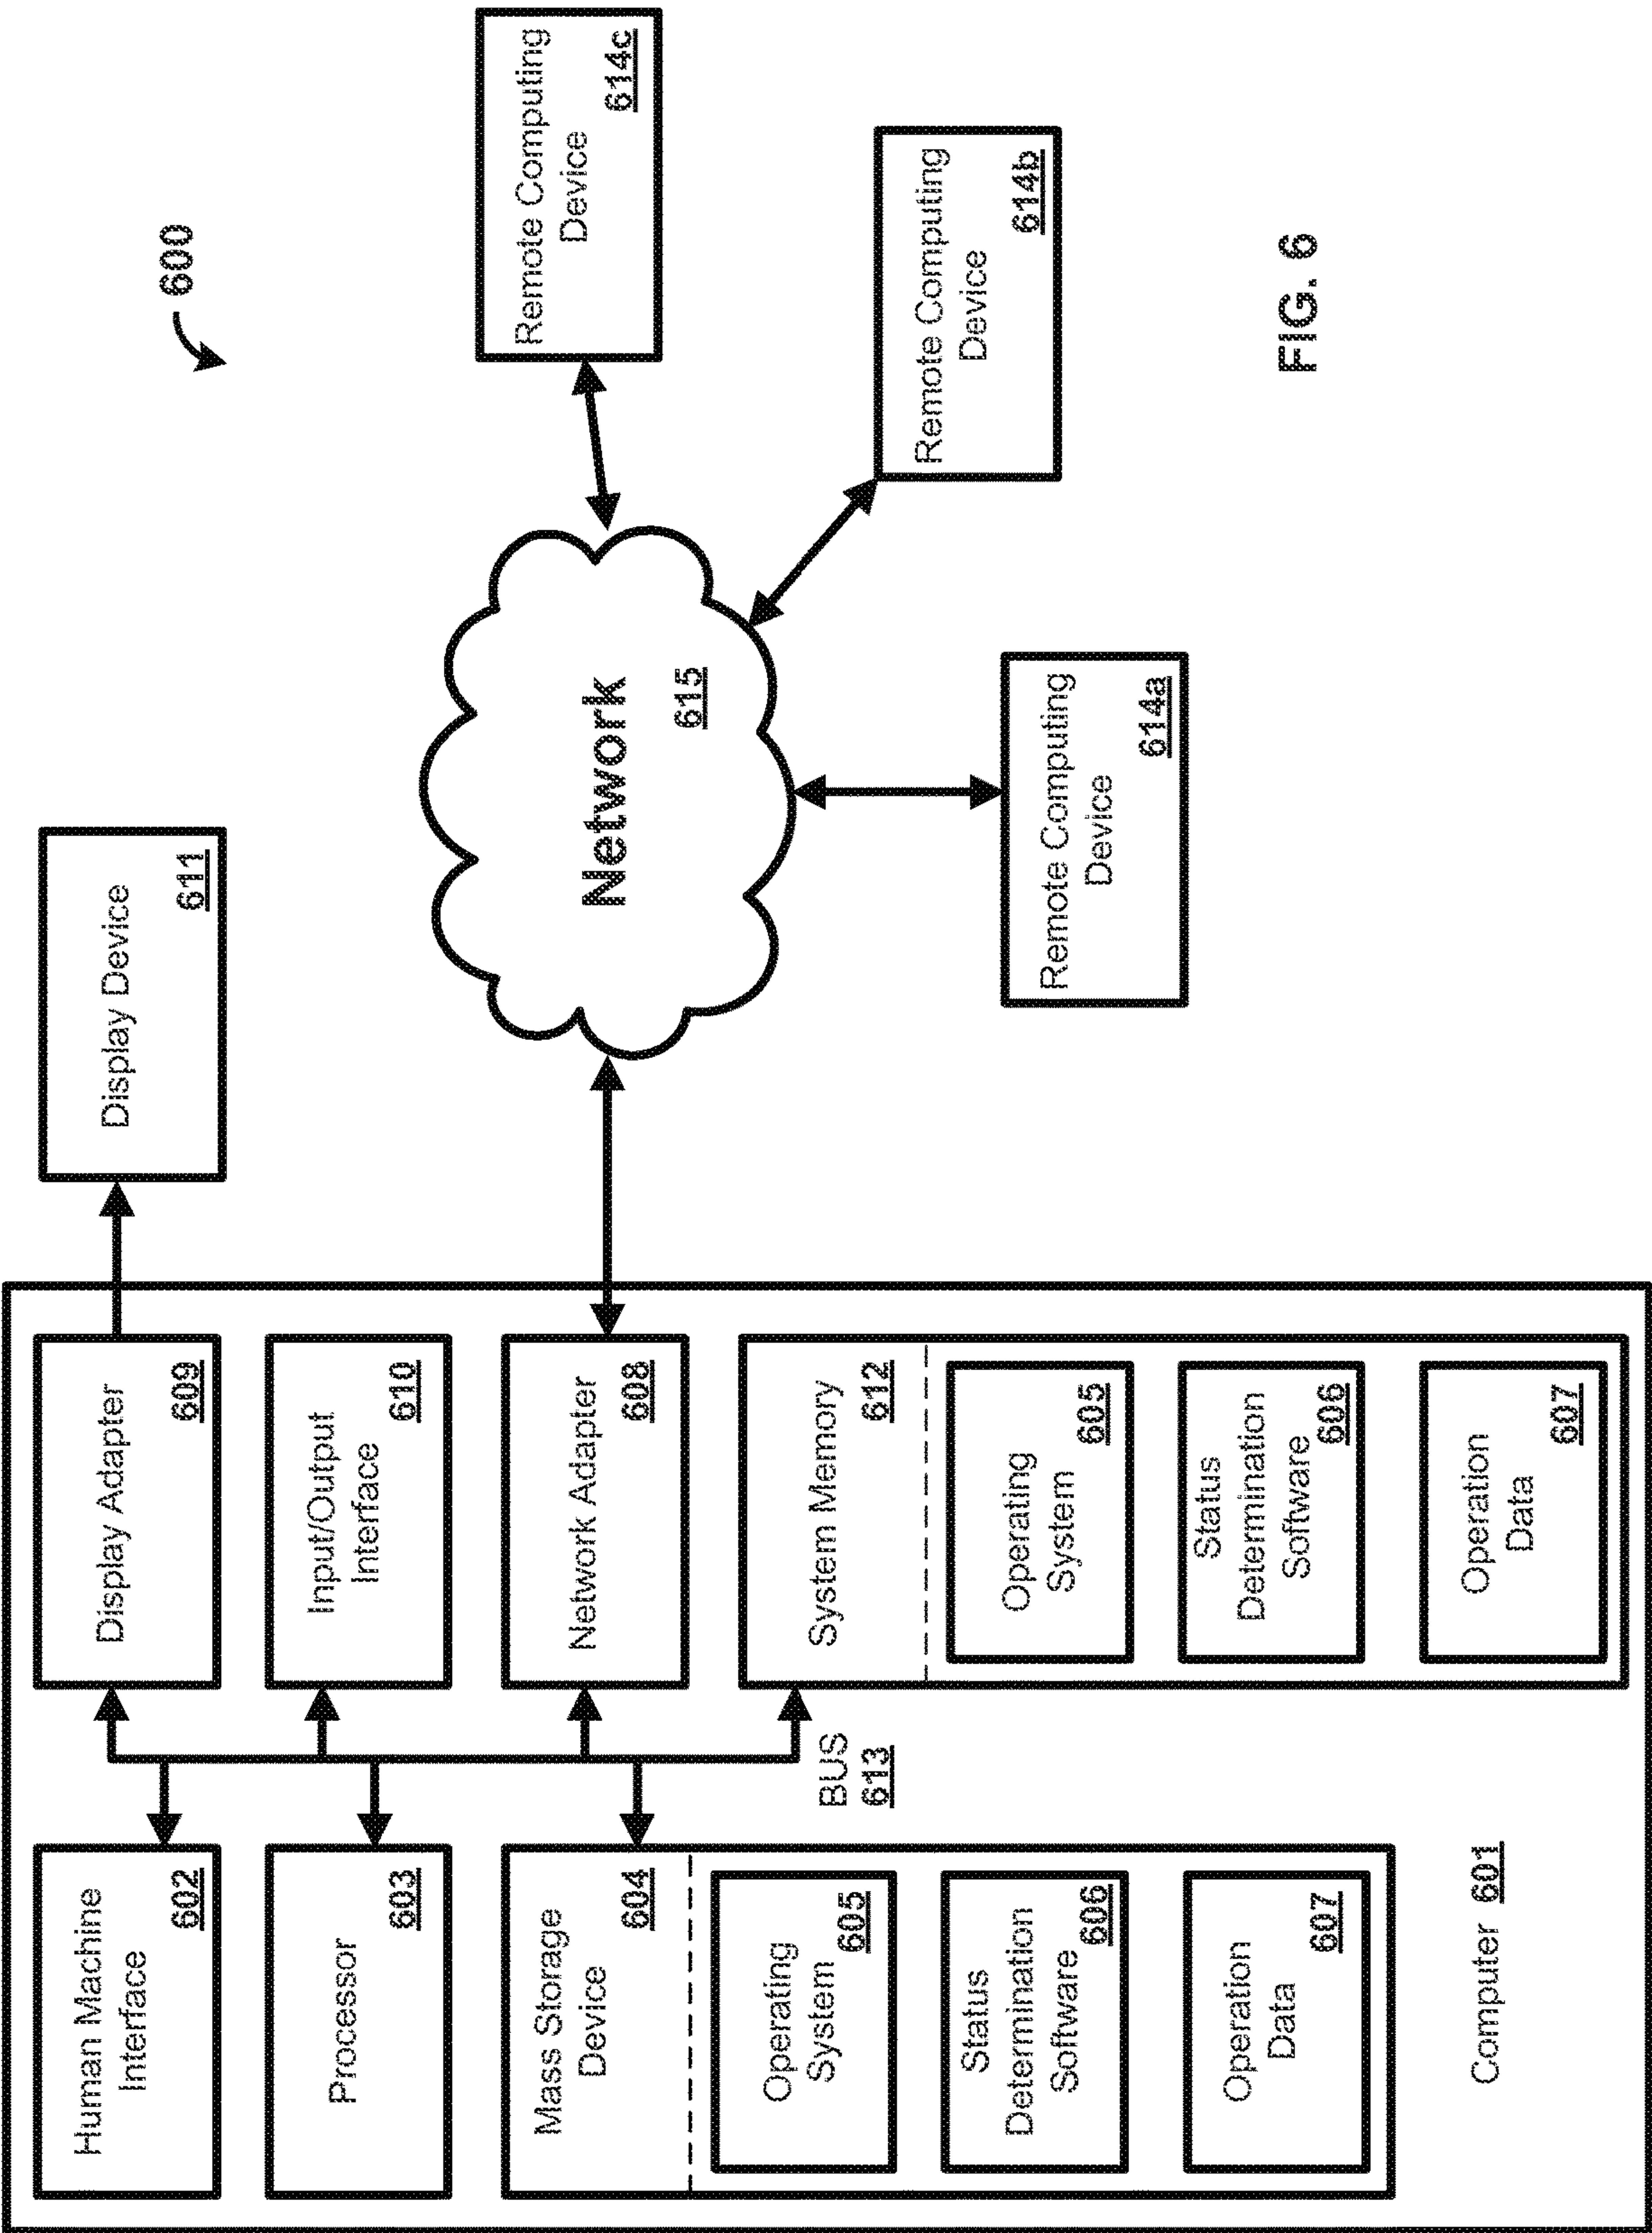 600
Human Machine
Interface
602
Processor
603
Mass Storage
Device
604
Operating
System
605
Status
Determination
Software
606
Operation
Data
607
Computer 601
BUS
613
Display Adapter
609
Input/Output
Interface
610
Network Adapter
608
System Memory
612
Operating
System
605
Status
Determination
Software
606
Operation
Data
607
Display Device
611
Network
615
Remote Computing
Device
614a
Remote Computing
Device
614b
Remote Computing
Device
614c
FIG. 6